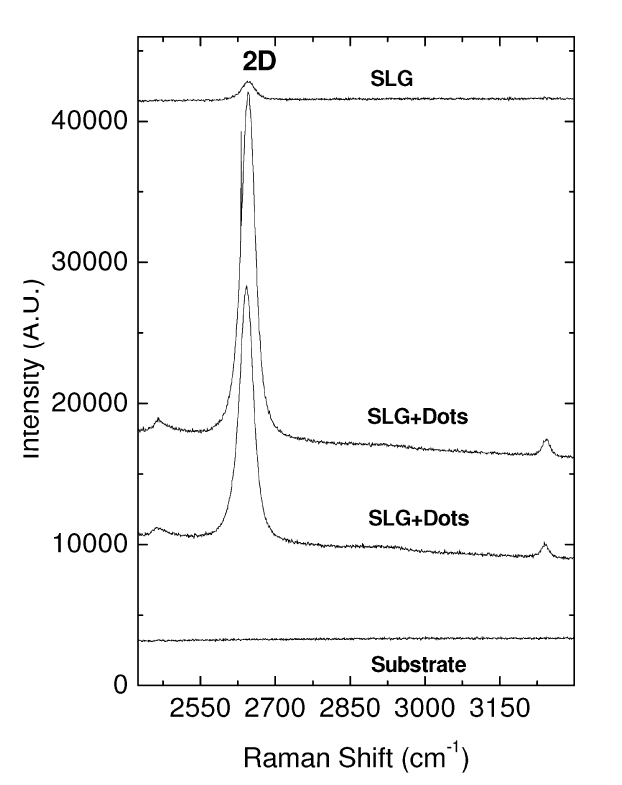 2D
SLG
40000
30000
20000
10000
0
Intensity (A.U.)
SLG+Dots
SLG+Dots
Substrate
2550 2700 2850 3000 3150
Raman Shift (cm⁻¹)